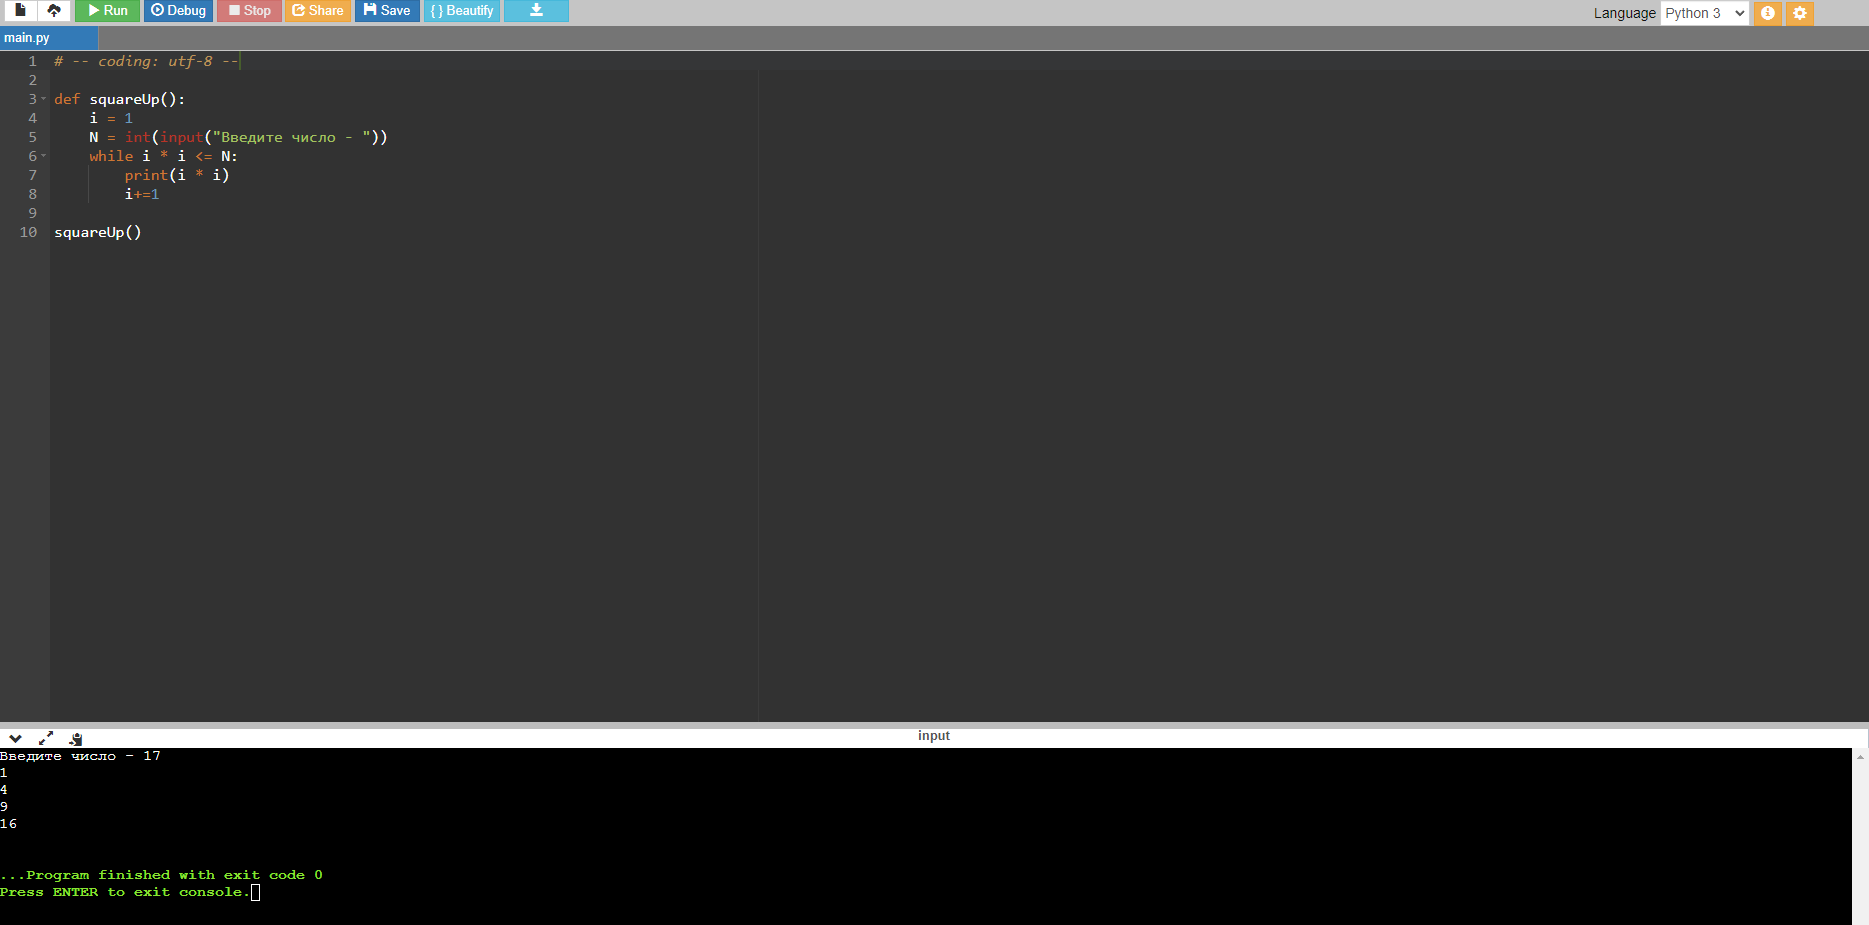 Run Debug Stop Share Save { } Beautify
Language Python 3
main.py
1 # -- coding: utf-8 --
2
3 def squareUp():
4     i = 1
5     N = int(input("Введите число - "))
6     while i * i <= N:
7         print(i * i)
8         i+=1
9
10 squareUp()
input
Введите число - 17
1
4
9
16
...Program finished with exit code 0
Press ENTER to exit console.